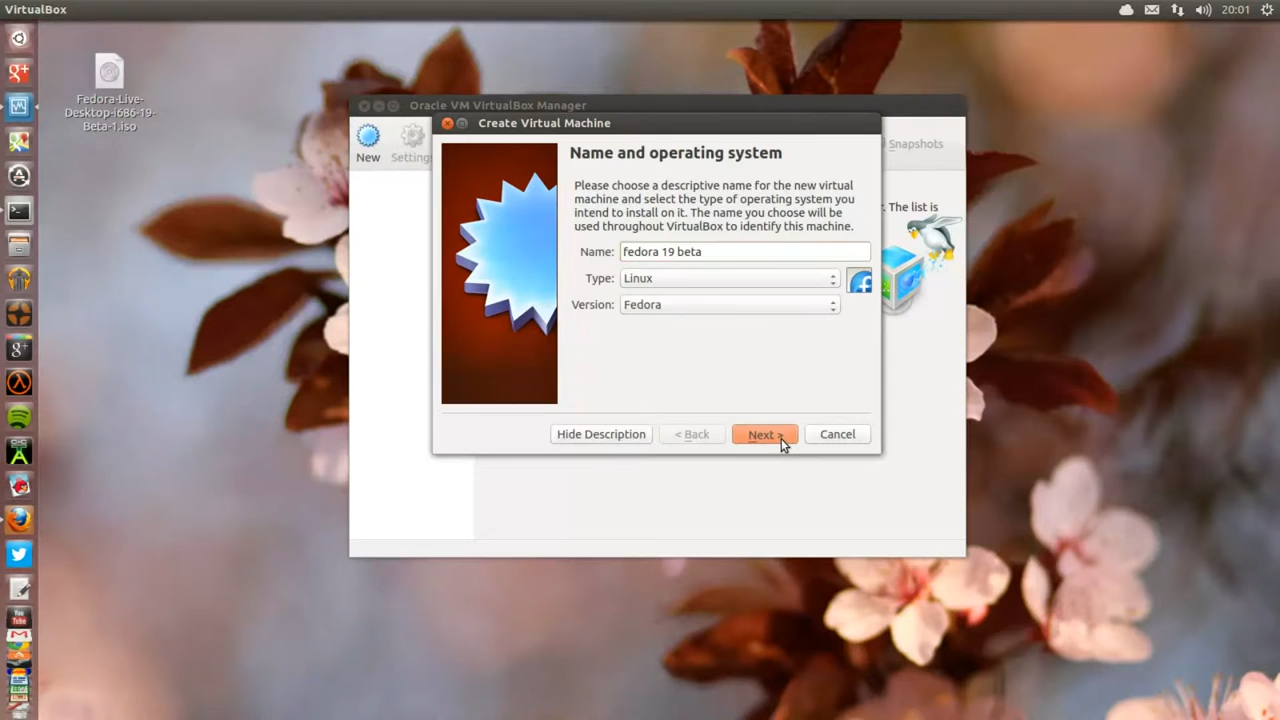 VirtualBox
20:01
Fedora-Live-
Desktop-i686-19-
Beta-1.iso
Oracle VM VirtualBox Manager
New
Settings
Snapshots
r. The list is
Create Virtual Machine
Name and operating system
Please choose a descriptive name for the new virtual
machine and select the type of operating system you
intend to install on it. The name you choose will be
used throughout VirtualBox to identify this machine.
Name: fedora 19 beta
Type: Linux
Version: Fedora
Hide Description
< Back
Next >
Cancel
You
Tube